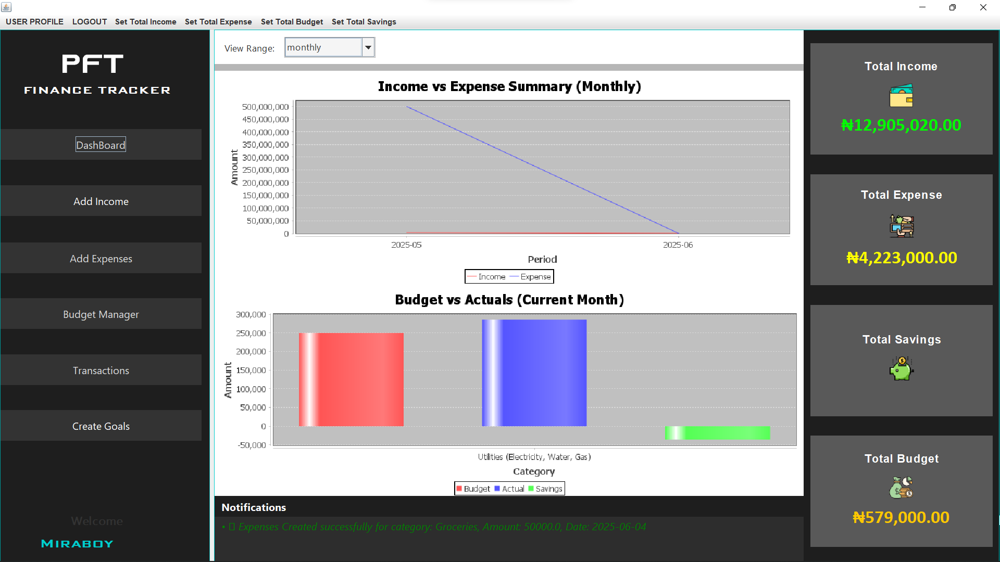 USER PROFILE LOGOUT Set Total Income Set Total Expense Set Total Budget Set Total Savings
PFT
FINANCE TRACKER
DashBoard
Add Income
Add Expenses
Budget Manager
Transactions
Create Goals
Welcome
MIRABOY
View Range: monthly
Income vs Expense Summary (Monthly)
500,000,000
450,000,000
400,000,000
350,000,000
300,000,000
250,000,000
200,000,000
150,000,000
100,000,000
50,000,000
0
Amount
2025-05 2025-06
Period
Income Expense
Budget vs Actuals (Current Month)
300,000
250,000
200,000
150,000
100,000
50,000
0
-50,000
Amount
Utilities (Electricity, Water, Gas)
Category
Budget Actual Savings
Notifications
• Expenses Created successfully for category: Groceries, Amount: 50000.0, Date: 2025-06-04
Total Income
₦12,905,020.00
Total Expense
₦4,223,000.00
Total Savings
Total Budget
₦579,000.00